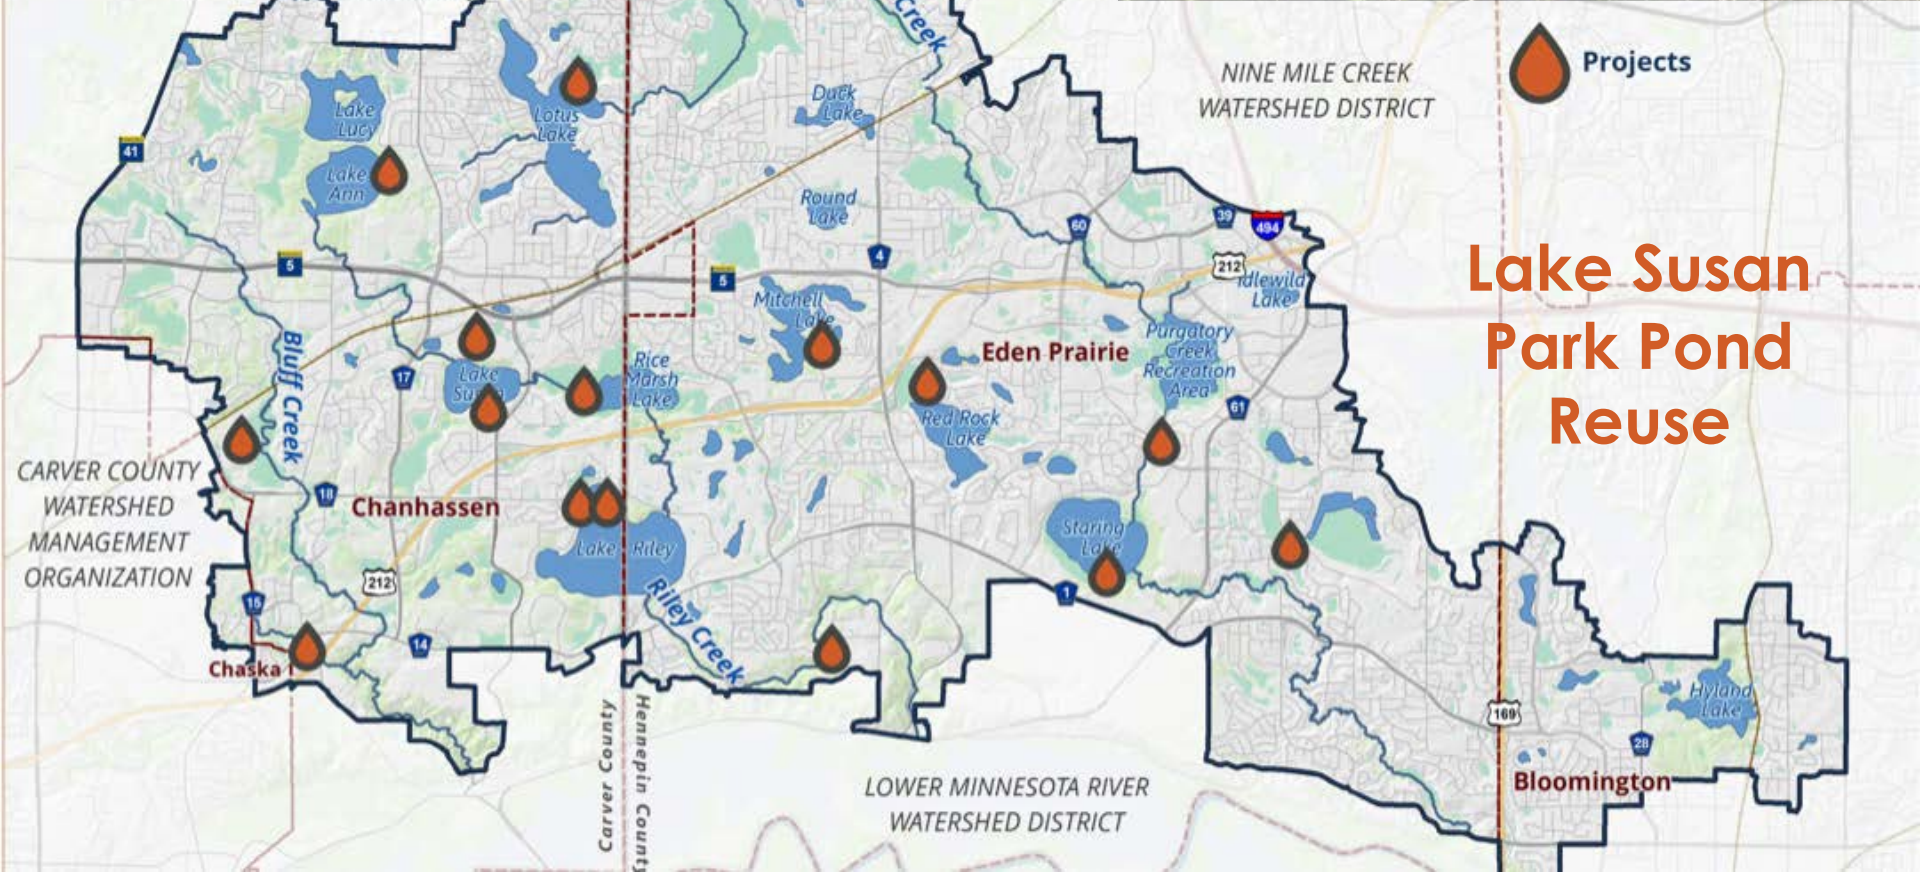 Creek
Projects
NINE MILE CREEK
WATERSHED DISTRICT
Lake
Lucy
Lotus
Lake
Duck
Lake
41
Lake
Ann
Round
Lake
60
39
494
5
4
5
212
Idlewild
Lake
Lake Susan
Park Pond
Reuse
Mitchell
Lake
Purgatory
Creek
Recreation
Area
Eden Prairie
Bluff Creek
17
Lake
Rice
Marsh
Lake
61
Red Rock
Lake
CARVER COUNTY
WATERSHED
MANAGEMENT
ORGANIZATION
18
Chanhassen
Lake Riley
Staring
Lake
212
15
1
Riley Creek
14
Chaska
Carver County
Hennepin County
169
Hyland
Lake
28
Bloomington
LOWER MINNESOTA RIVER
WATERSHED DISTRICT